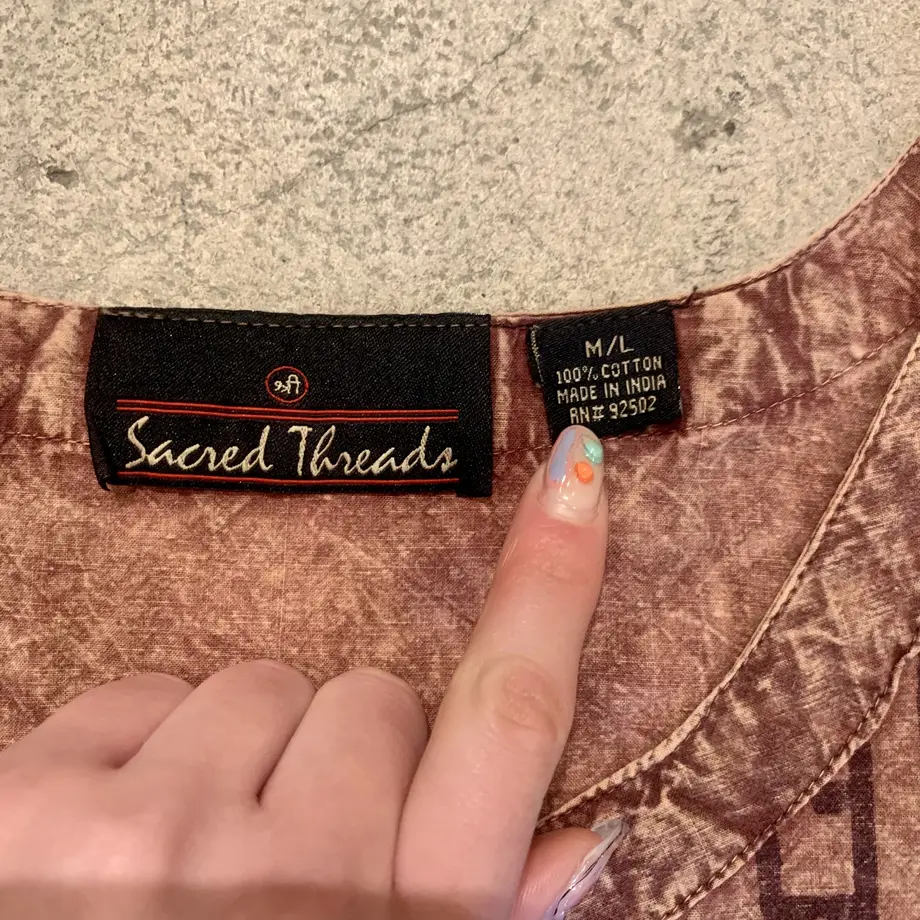 Sacred Threads
M/L
100% COTTON
MADE IN INDIA
RN# 92502